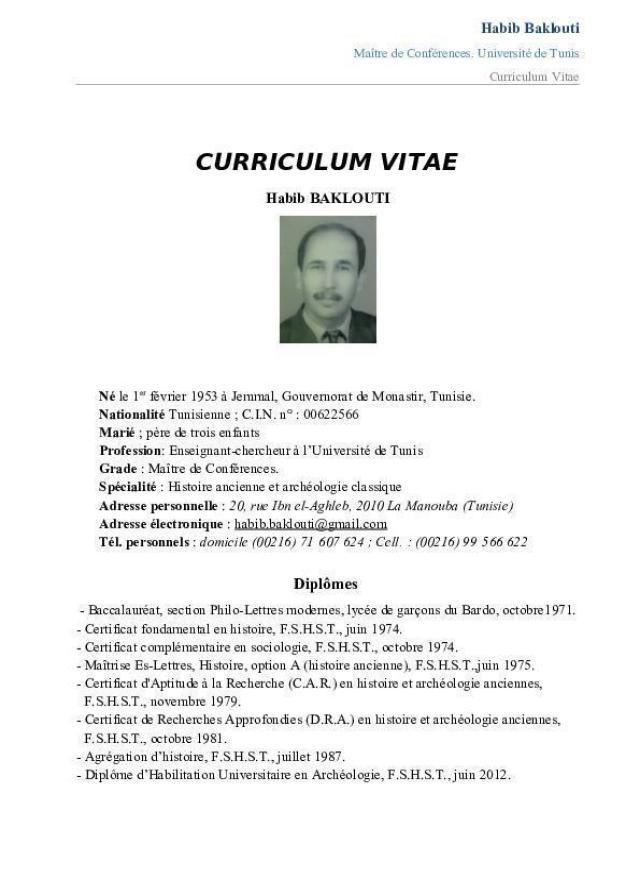 Habib Baklouti
Maître de Conférences. Université de Tunis
Curriculum Vitae
CURRICULUM VITAE
Habib BAKLOUTI
Né le 1er février 1953 à Jemmal, Gouvernorat de Monastir, Tunisie.
Nationalité Tunisienne ; C.I.N. n° : 00622566
Marié ; père de trois enfants
Profession: Enseignant-chercheur à l'Université de Tunis
Grade : Maître de Conférences.
Spécialité : Histoire ancienne et archéologie classique
Adresse personnelle : 20, rue Ibn el-Aghleb, 2010 La Manouba (Tunisie)
Adresse électronique : habib.baklouti@gmail.com
Tél. personnels : domicile (00216) 71 607 624 ; Cell. : (00216) 99 566 622
Diplômes
- Baccalauréat, section Philo-Lettres modernes, lycée de garçons du Bardo, octobre1971.
- Certificat fondamental en histoire, F.S.H.S.T., juin 1974.
- Certificat complémentaire en sociologie, F.S.H.S.T., octobre 1974.
- Maîtrise Es-Lettres, Histoire, option A (histoire ancienne), F.S.H.S.T.,juin 1975.
- Certificat d'Aptitude à la Recherche (C.A.R.) en histoire et archéologie anciennes,
F.S.H.S.T., novembre 1979.
- Certificat de Recherches Approfondies (D.R.A.) en histoire et archéologie anciennes,
F.S.H.S.T., octobre 1981.
- Agrégation d'histoire, F.S.H.S.T., juillet 1987.
- Diplôme d'Habilitation Universitaire en Archéologie, F.S.H.S.T., juin 2012.